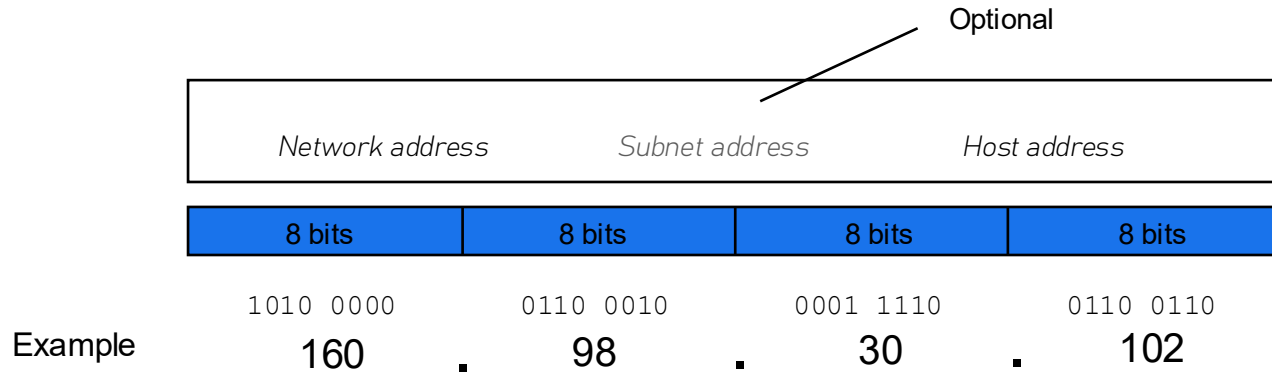 Optional
Network address Subnet address Host address
8 bits 8 bits 8 bits 8 bits
1010 0000 0110 0010 0001 1110 0110 0110
Example 160 . 98 . 30 . 102